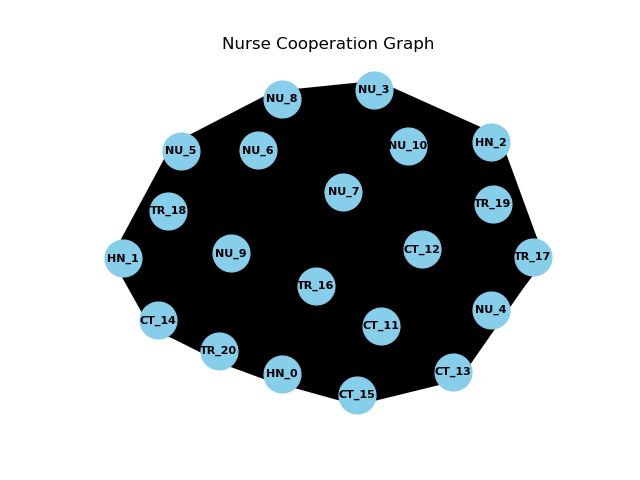 Nurse Cooperation Graph
NU_3
NU_8
HN_2
NU_10
NU_6
NU_5
NU_7
TR_19
TR_18
CT_12
NU_9
TR_17
HN_1
TR_16
NU_4
CT_14
CT_11
TR_20
CT_13
HN_0
CT_15